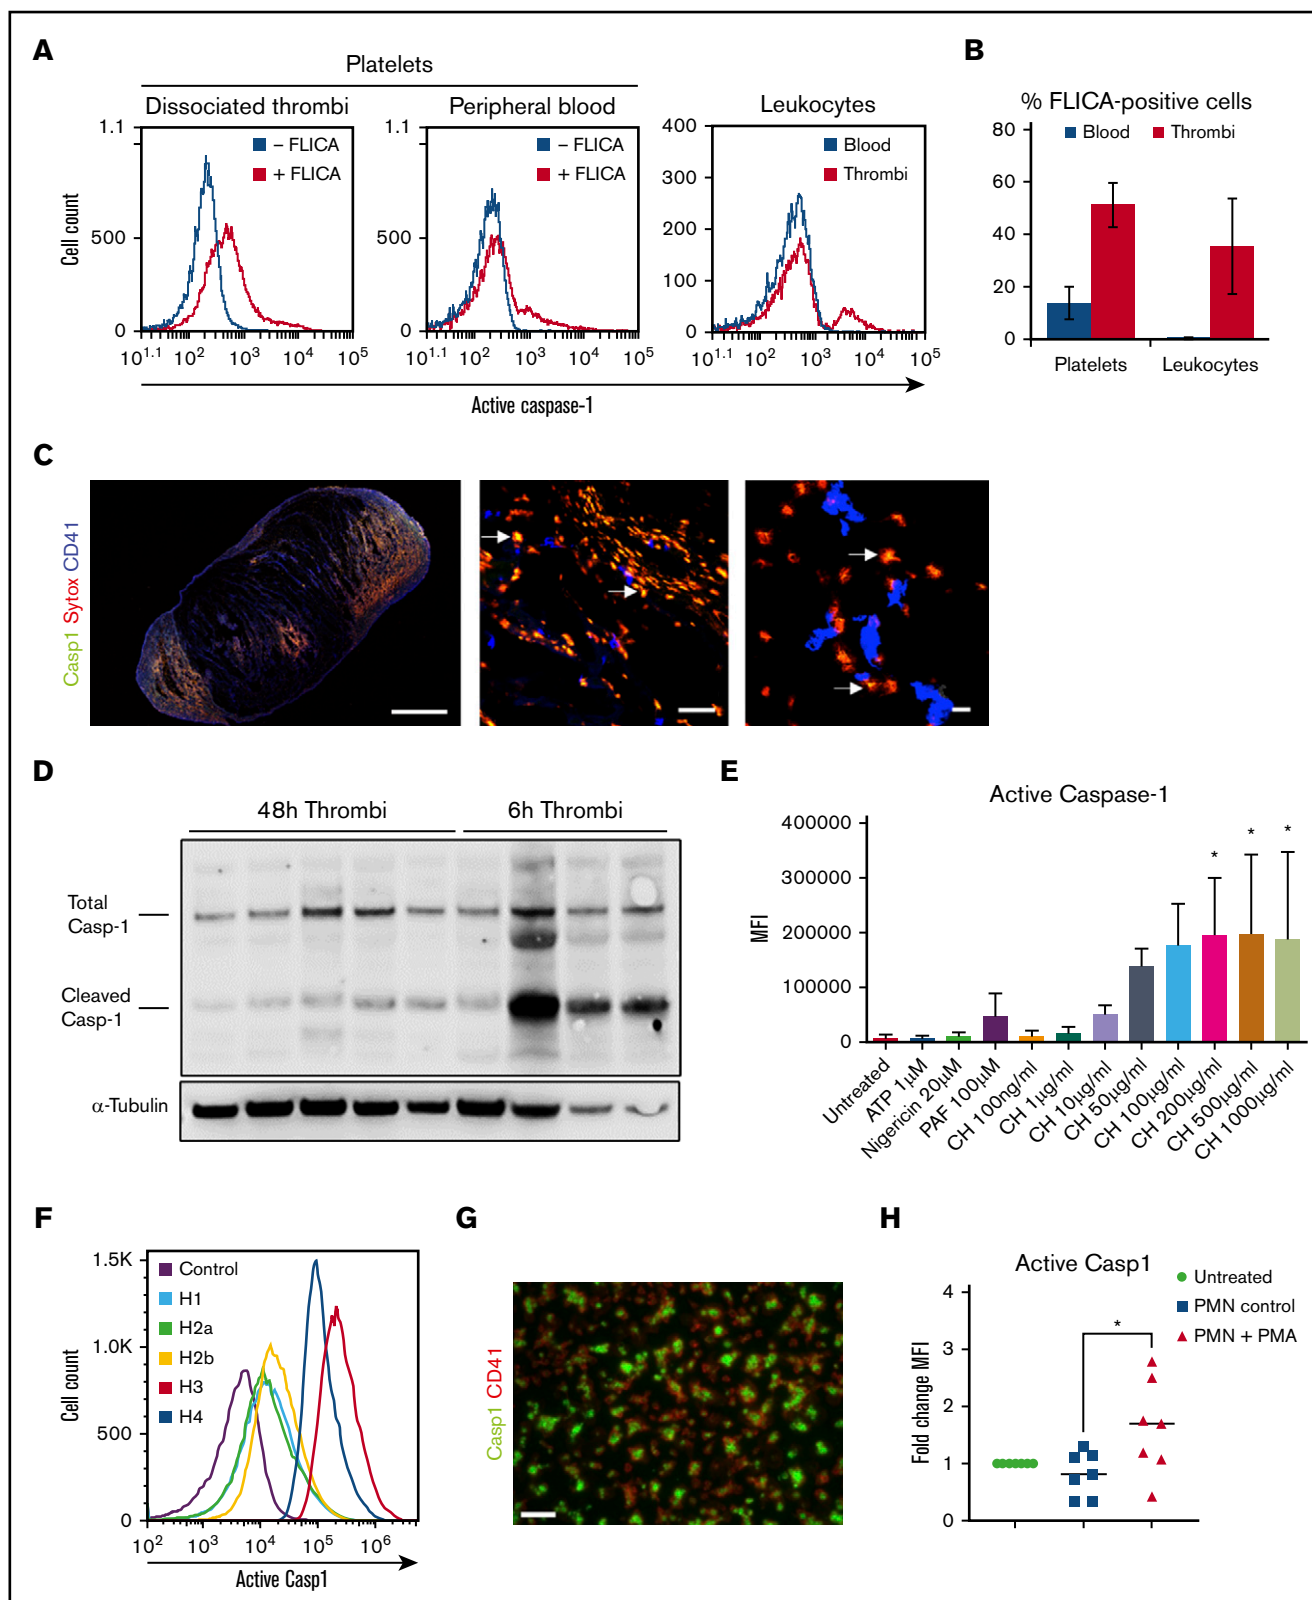 A
Platelets
Dissociated thrombi
Peripheral blood
Leukocytes
1.1
500
0
Cell count
– FLICA
+ FLICA
10^1.1 10^2 10^3 10^4 10^5
1.1
500
0
– FLICA
+ FLICA
10^1.1 10^2 10^3 10^4 10^5
400
300
200
100
0
Blood
Thrombi
10^1.1 10^2 10^3 10^4 10^5
Active caspase-1
B
% FLICA-positive cells
Blood Thrombi
80
60
40
20
0
Platelets Leukocytes
C
Casp1 Sytox CD41
D
48h Thrombi 6h Thrombi
Total
Casp-1
Cleaved
Casp-1
α-Tubulin
E
Active Caspase-1
400000
300000
200000
100000
0
MFI
* * *
Untreated
ATP 1µM
Nigericin 20µM
PAF 100µM
CH 100ng/ml
CH 1µg/ml
CH 10µg/ml
CH 50µg/ml
CH 100µg/ml
CH 200µg/ml
CH 500µg/ml
CH 1000µg/ml
F
1.5K
1.0K
500
0
Cell count
Control
H1
H2a
H2b
H3
H4
10^2 10^3 10^4 10^5 10^6
Active Casp1
G
Casp1 CD41
H
Active Casp1
4
3
2
1
0
Fold change MFI
*
Untreated
PMN control
PMN + PMA